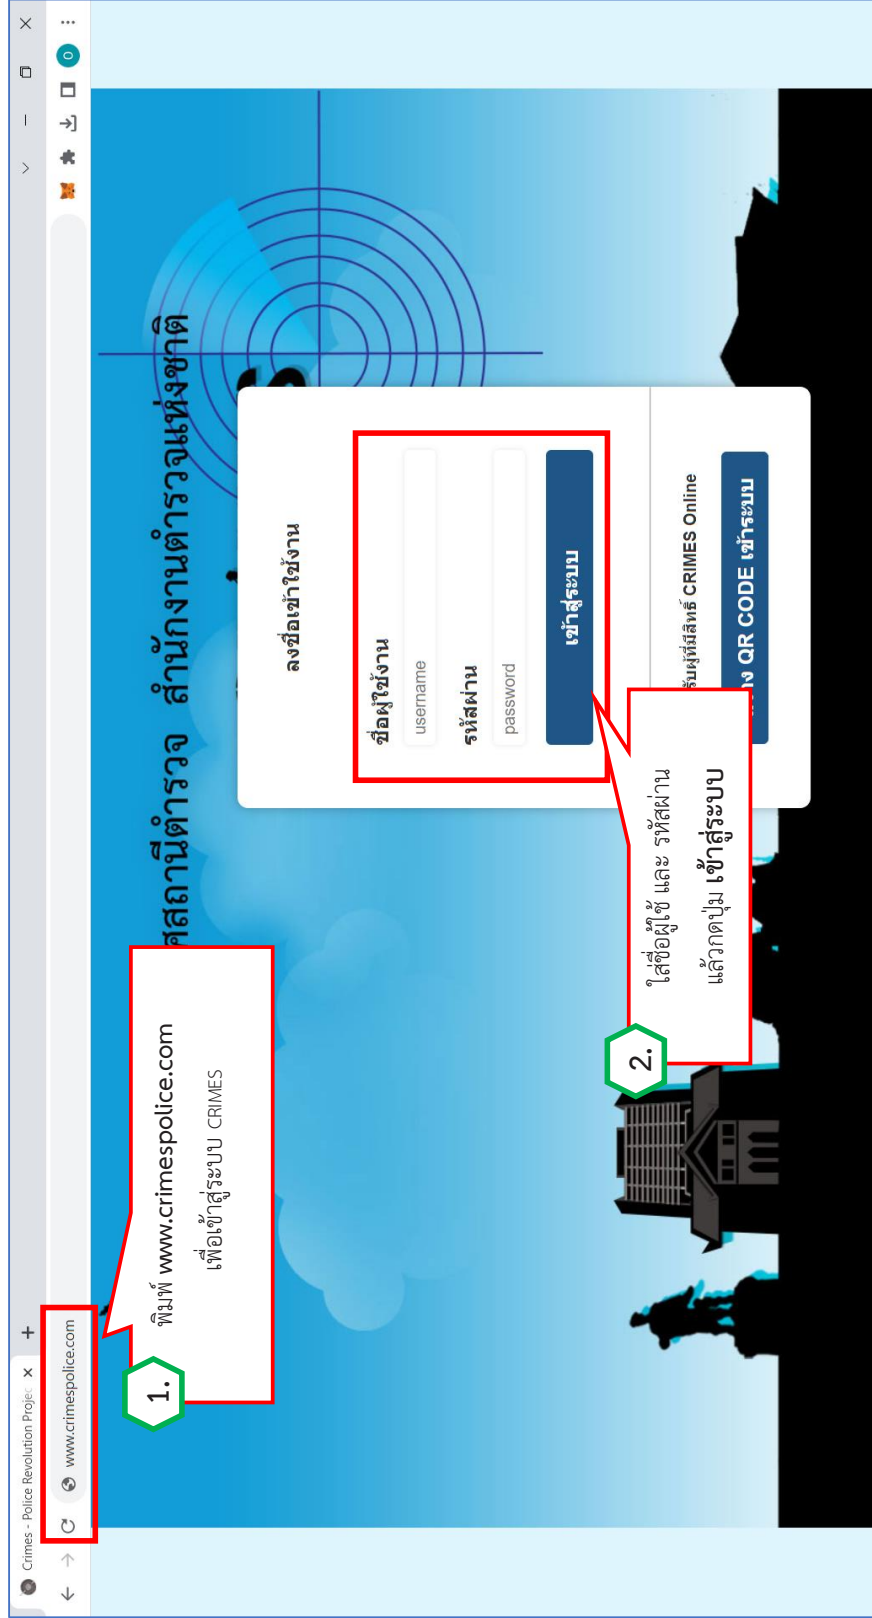 Crimes - Police Revolution Projec
www.crimespolice.com
สถานีตำรวจ สำนักงานตำรวจแห่งชาติ
1.
พิมพ์ www.crimespolice.com
เพื่อเข้าสู่ระบบ CRIMES
ลงชื่อเข้าใช้งาน
ชื่อผู้ใช้งาน
username
รหัสผ่าน
password
เข้าสู่ระบบ
2.
ใส่ชื่อผู้ใช้ และ รหัสผ่าน
แล้วกดปุ่ม เข้าสู่ระบบ
รับผู้ที่มีสิทธิ์ CRIMES Online
QR CODE เข้าระบบ